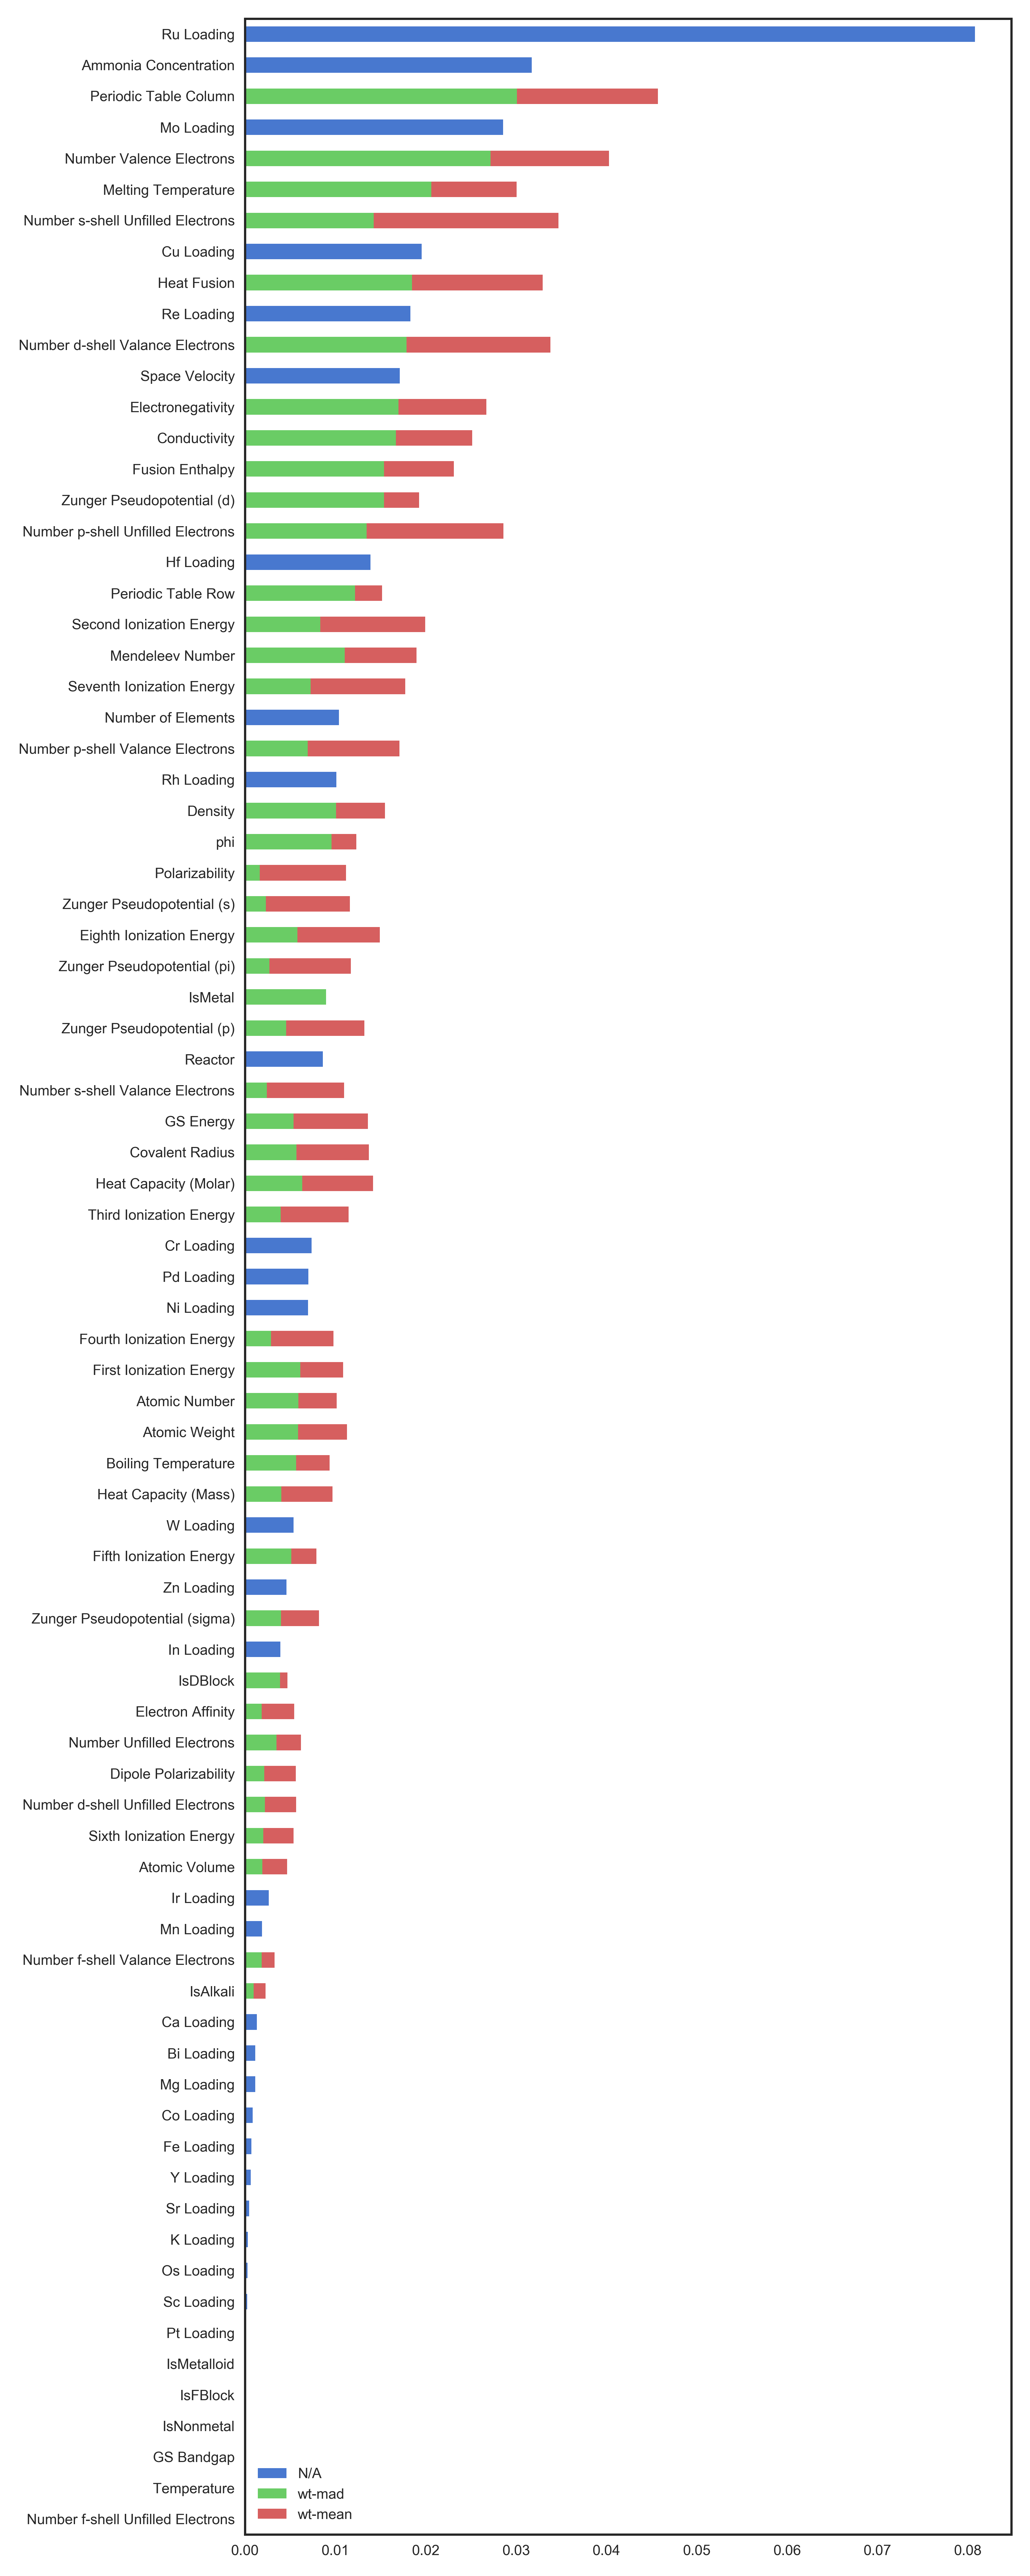 Ru Loading
Ammonia Concentration
Periodic Table Column
Mo Loading
Number Valence Electrons
Melting Temperature
Number s-shell Unfilled Electrons
Cu Loading
Heat Fusion
Re Loading
Number d-shell Valance Electrons
Space Velocity
Electronegativity
Conductivity
Fusion Enthalpy
Zunger Pseudopotential (d)
Number p-shell Unfilled Electrons
Hf Loading
Periodic Table Row
Second Ionization Energy
Mendeleev Number
Seventh Ionization Energy
Number of Elements
Number p-shell Valance Electrons
Rh Loading
Density
phi
Polarizability
Zunger Pseudopotential (s)
Eighth Ionization Energy
Zunger Pseudopotential (pi)
IsMetal
Zunger Pseudopotential (p)
Reactor
Number s-shell Valance Electrons
GS Energy
Covalent Radius
Heat Capacity (Molar)
Third Ionization Energy
Cr Loading
Pd Loading
Ni Loading
Fourth Ionization Energy
First Ionization Energy
Atomic Number
Atomic Weight
Boiling Temperature
Heat Capacity (Mass)
W Loading
Fifth Ionization Energy
Zn Loading
Zunger Pseudopotential (sigma)
In Loading
IsDBlock
Electron Affinity
Number Unfilled Electrons
Dipole Polarizability
Number d-shell Unfilled Electrons
Sixth Ionization Energy
Atomic Volume
Ir Loading
Mn Loading
Number f-shell Valance Electrons
IsAlkali
Ca Loading
Bi Loading
Mg Loading
Co Loading
Fe Loading
Y Loading
Sr Loading
K Loading
Os Loading
Sc Loading
Pt Loading
IsMetalloid
IsFBlock
IsNonmetal
GS Bandgap
Temperature
Number f-shell Unfilled Electrons
N/A
wt-mad
wt-mean
0.00 0.01 0.02 0.03 0.04 0.05 0.06 0.07 0.08